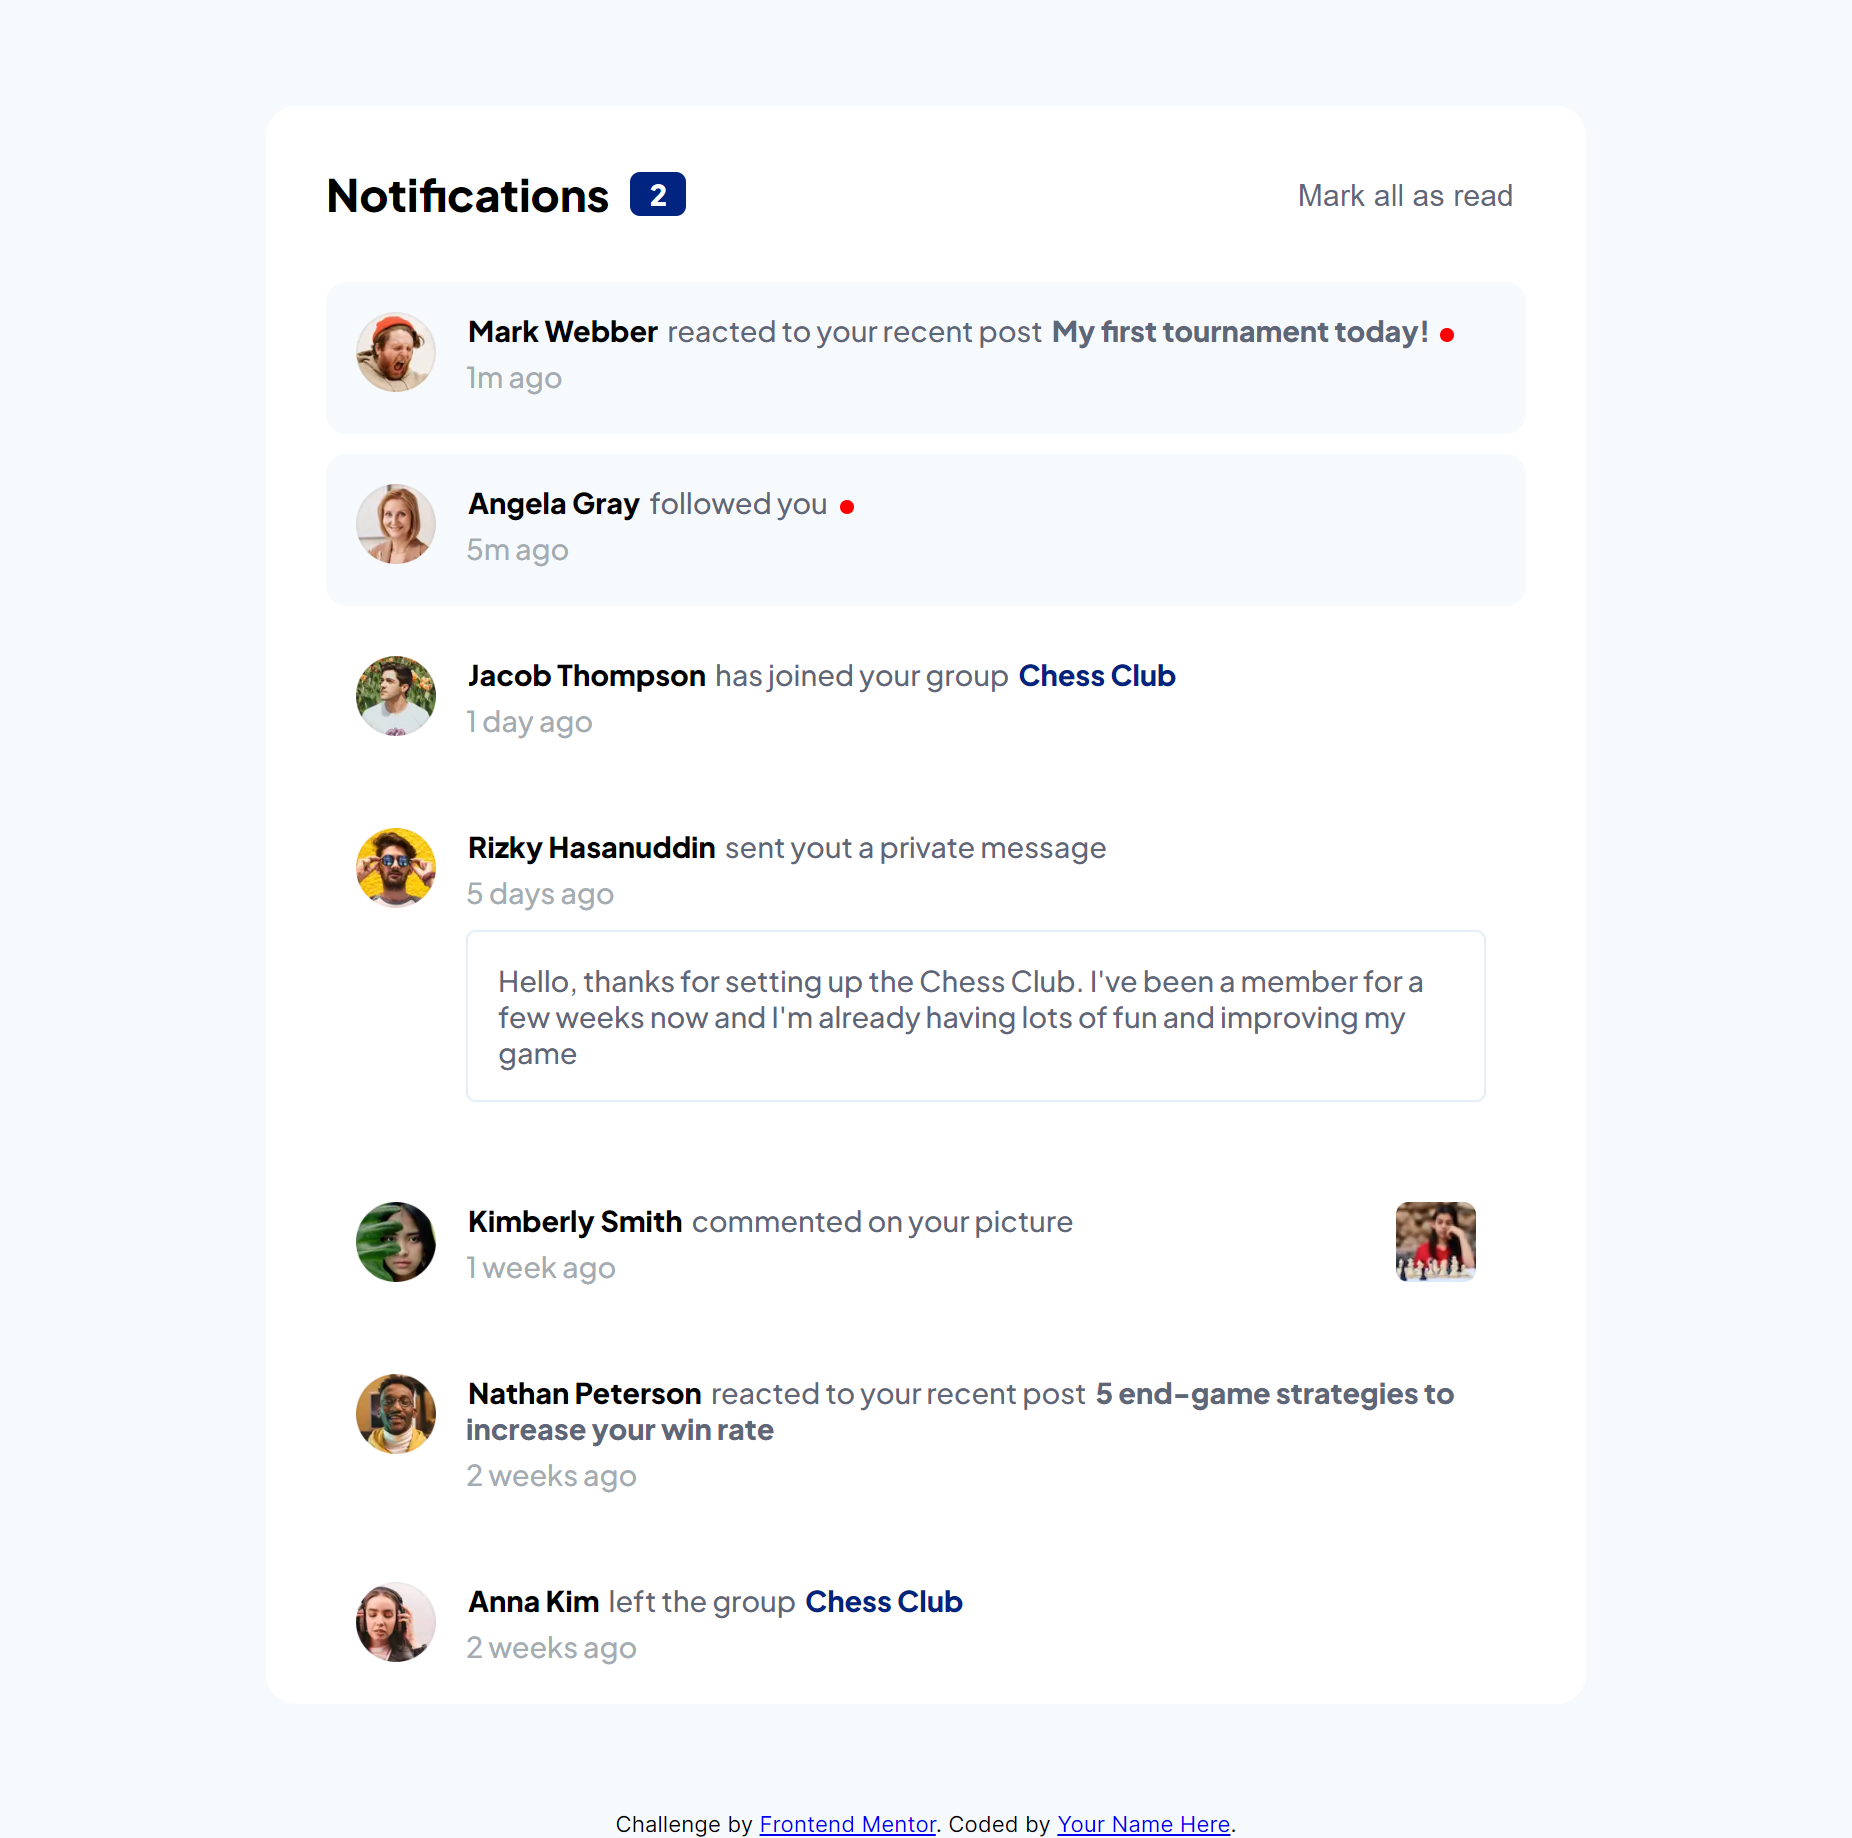 Notifications 2 Mark all as read
Mark Webber reacted to your recent post My first tournament today!
1m ago
Angela Gray followed you
5m ago
Jacob Thompson has joined your group Chess Club
1 day ago
Rizky Hasanuddin sent yout a private message
5 days ago
Hello, thanks for setting up the Chess Club. I've been a member for a
few weeks now and I'm already having lots of fun and improving my
game
Kimberly Smith commented on your picture
1 week ago
Nathan Peterson reacted to your recent post 5 end-game strategies to
increase your win rate
2 weeks ago
Anna Kim left the group Chess Club
2 weeks ago
Challenge by Frontend Mentor. Coded by Your Name Here.